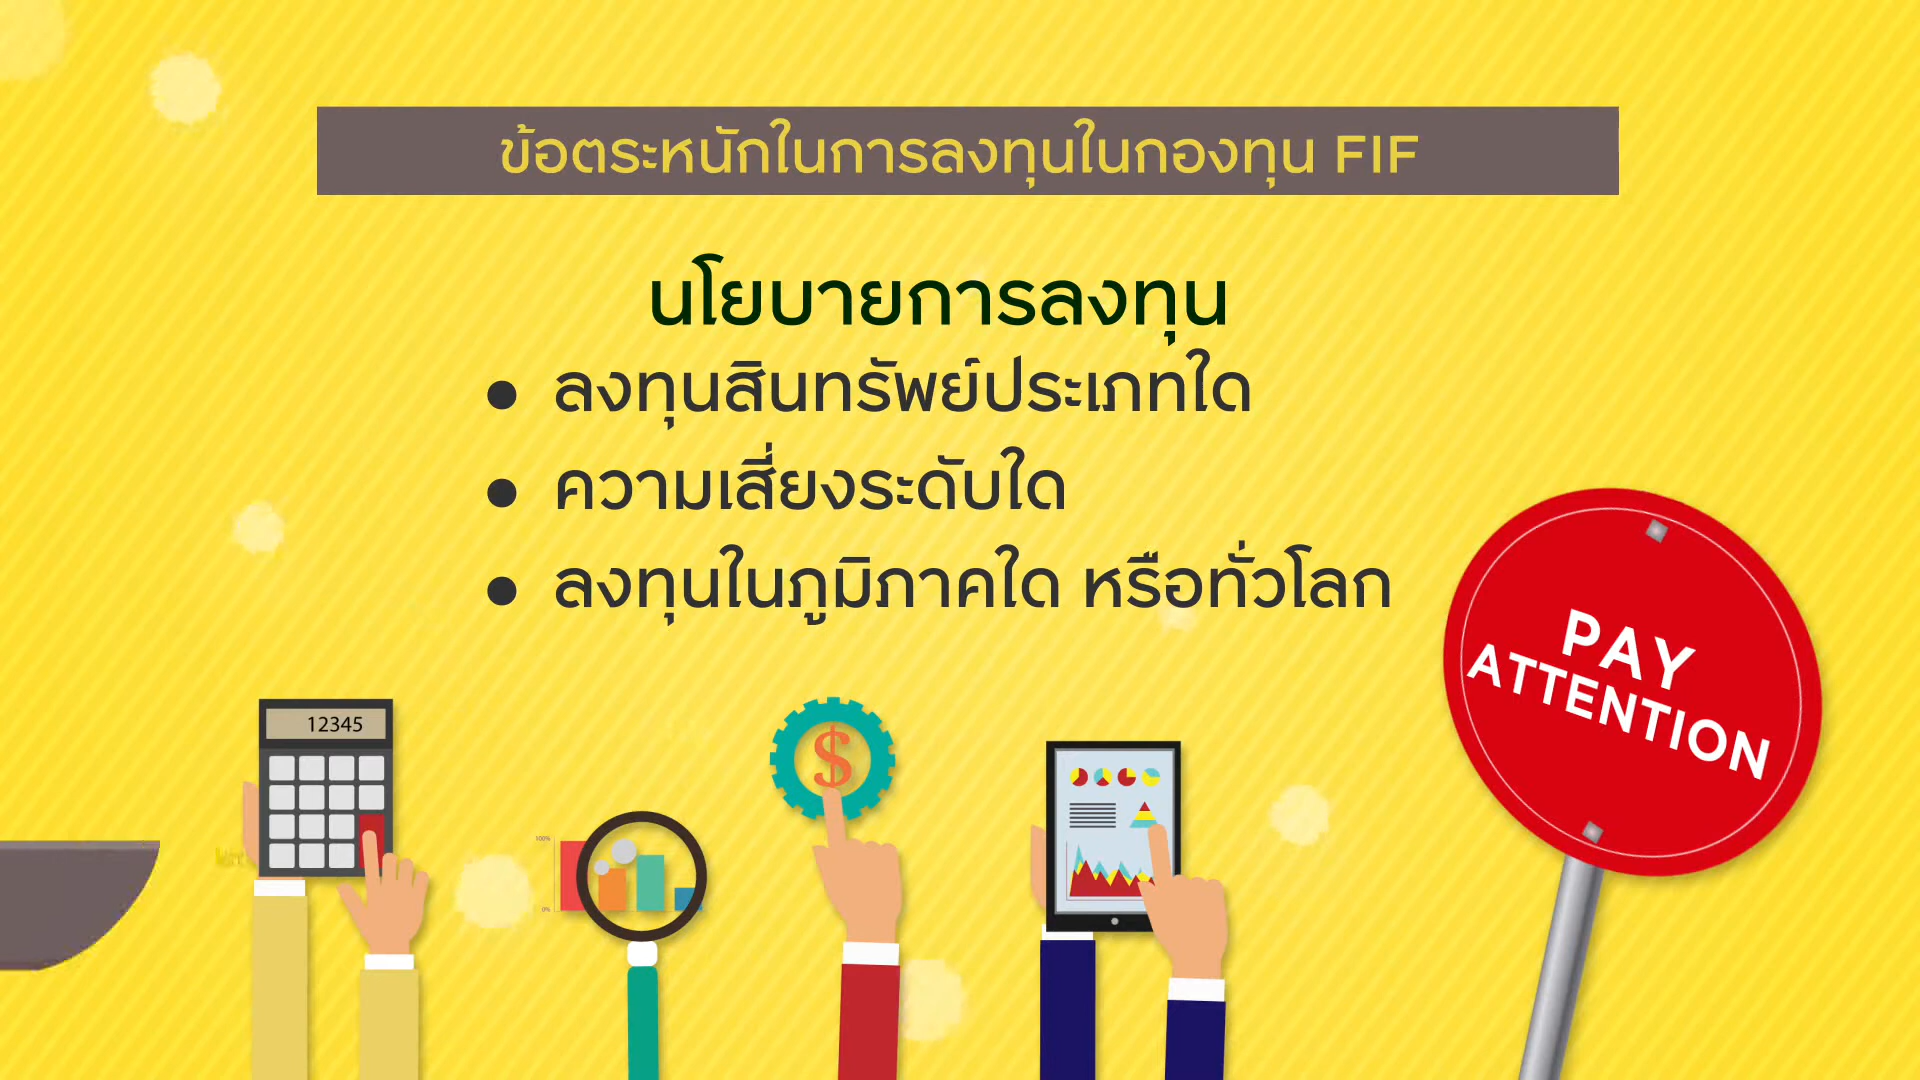 ข้อตระหนักในการลงทุนในกองทุน FIF
นโยบายการลงทุน
● ลงทุนสินทรัพย์ประเภทใด
● ความเสี่ยงระดับใด
● ลงทุนในภูมิภาคใด หรือทั่วโลก
PAY
ATTENTION
12345
100%
0%